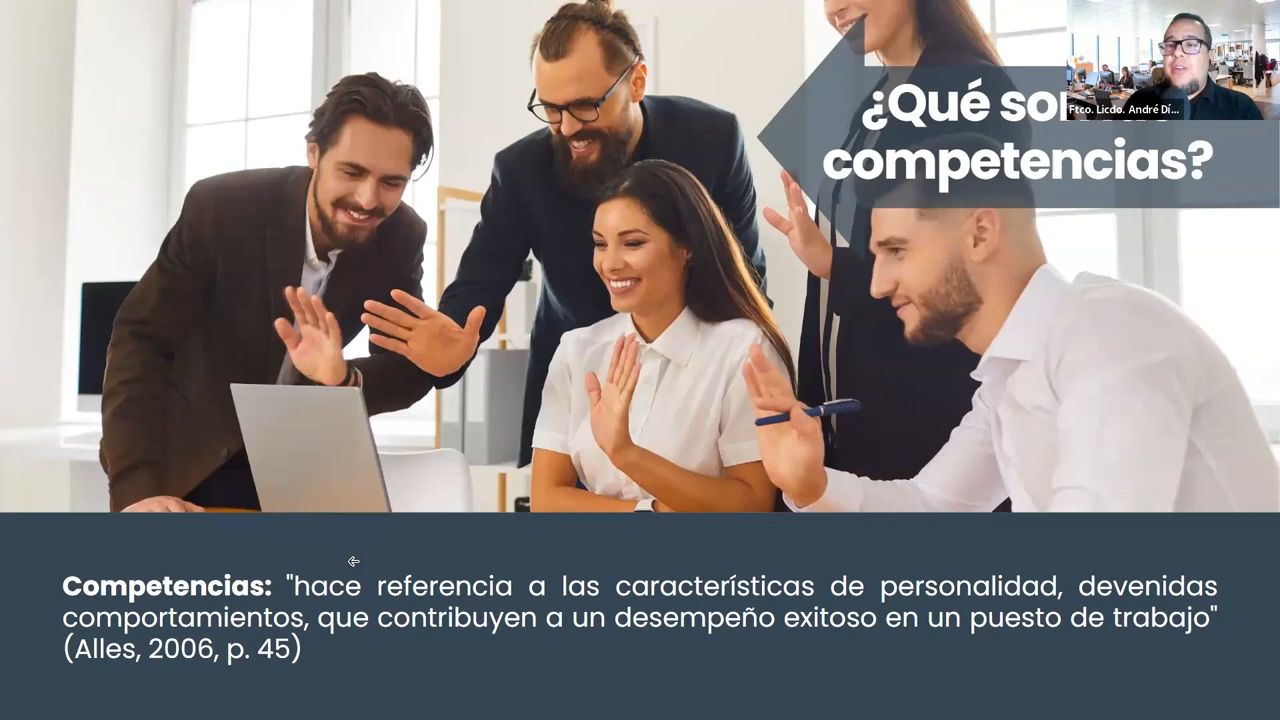 ¿Qué son
competencias?
Ftco. Licdo. André Dí...
Competencias: "hace referencia a las características de personalidad, devenidas
comportamientos, que contribuyen a un desempeño exitoso en un puesto de trabajo"
(Alles, 2006, p. 45)